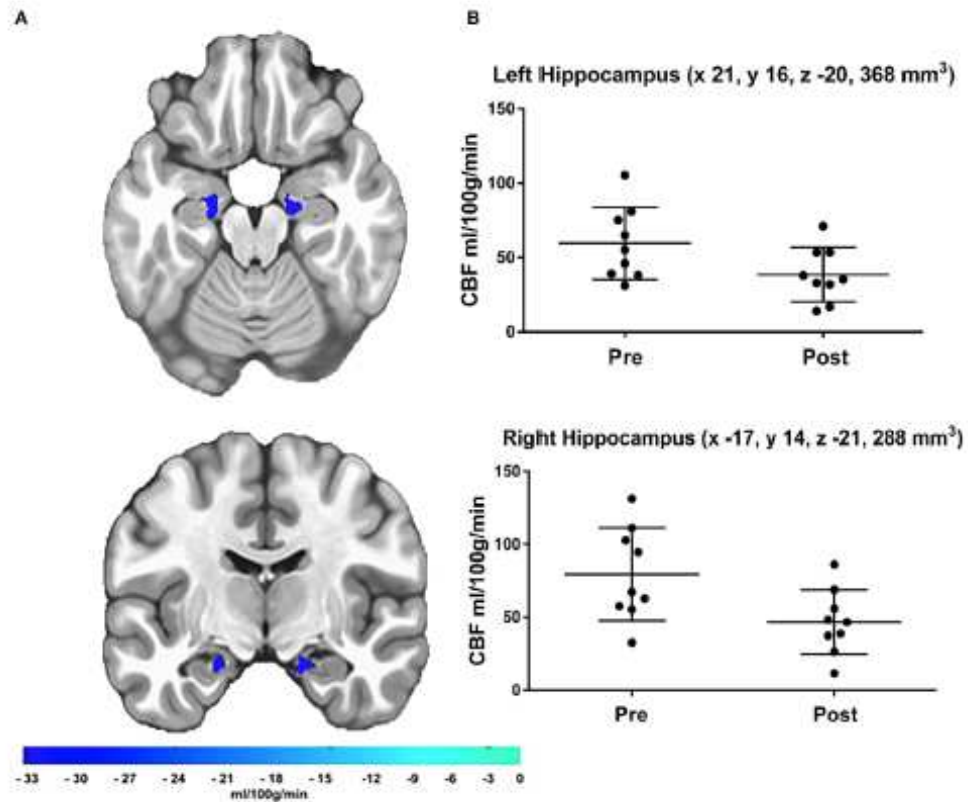 A
B
Left Hippocampus (x 21, y 16, z -20, 368 mm³)
150
100
50
0
CBF ml/100g/min
Pre Post
Right Hippocampus (x -17, y 14, z -21, 288 mm³)
150
100
50
0
CBF ml/100g/min
Pre Post
- 33 - 30 - 27 - 24 - 21 - 18 - 15 -12 -9 -6 -3 0
ml/100g/min